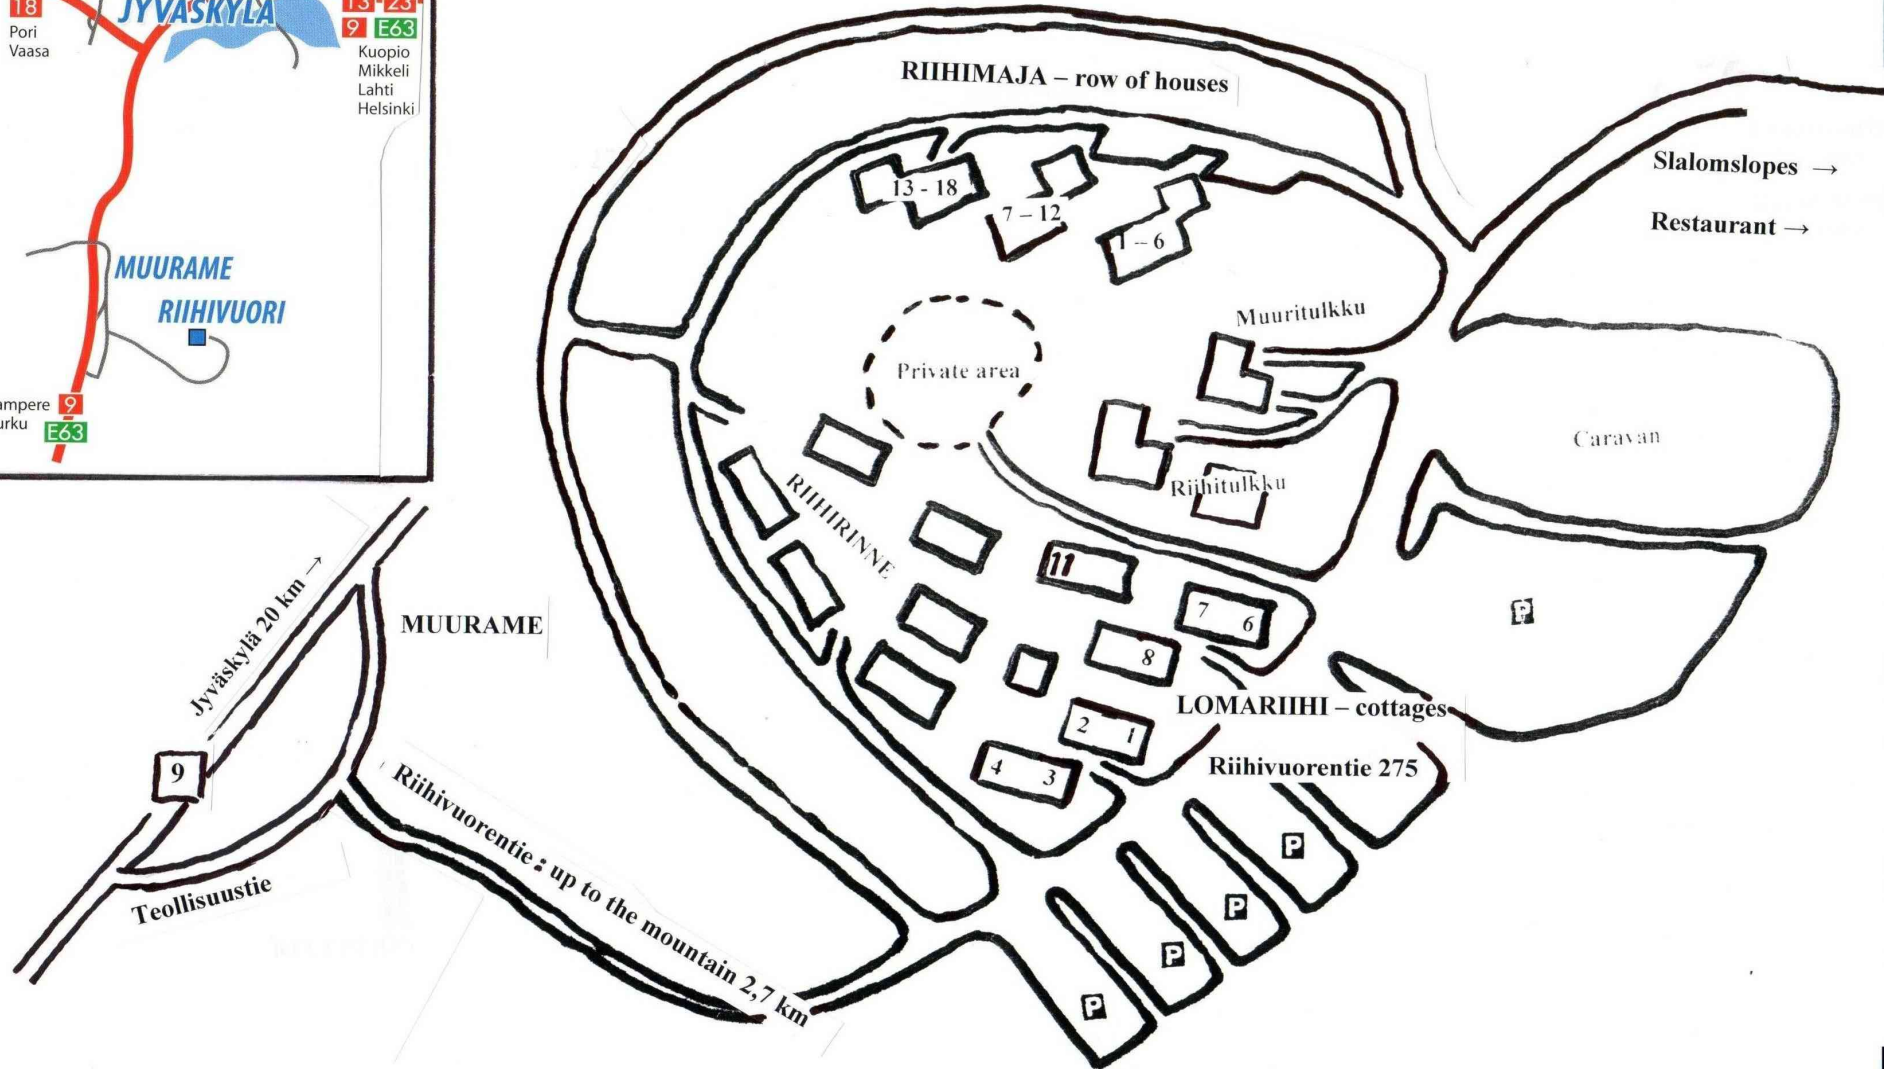 18
Pori
Vaasa
JYVÄSKYLÄ
13 23
9 E63
Kuopio
Mikkeli
Lahti
Helsinki
MUURAME
RIIHIVUORI
ampere 9
urku E63
RIIHIMAJA – row of houses
13 - 18
7 – 12
1 – 6
Slalomslopes →
Restaurant →
Muuritulkku
Private area
Caravan
Riihitulkku
RIIHIRINNE
11
7 6
8
2 1
4 3
P
LOMARIIHI – cottages
Riihivuorentie 275
P
P
P
P
Jyväskylä 20 km →
MUURAME
9
Teollisuustie
Riihivuorentie : up to the mountain 2,7 km